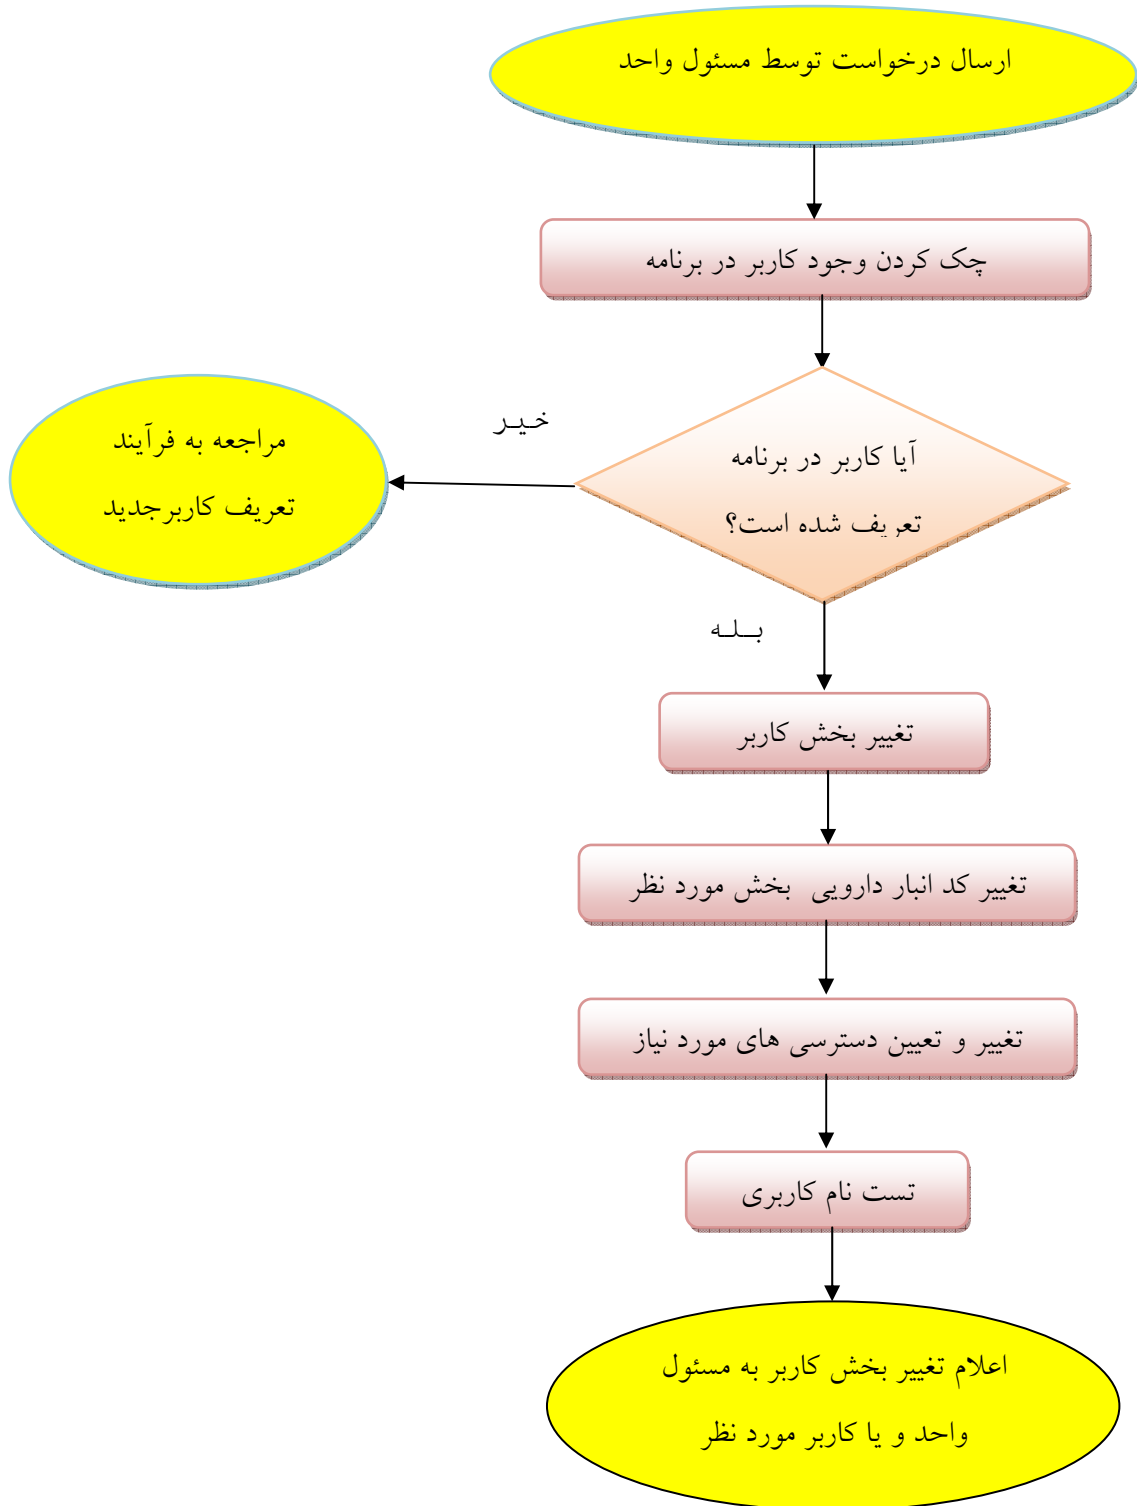 ارسال درخواست توسط مسئول واحد
چک کردن وجود کاربر در برنامه
آیا کاربر در برنامه
تعریف شده است؟
خیر
مراجعه به فرآیند
تعریف کاربرجدید
بله
تغییر بخش کاربر
تغییر کد انبار دارویی بخش مورد نظر
تغییر و تعیین دسترسی های مورد نیاز
تست نام کاربری
اعلام تغییر بخش کاربر به مسئول
واحد و یا کاربر مورد نظر